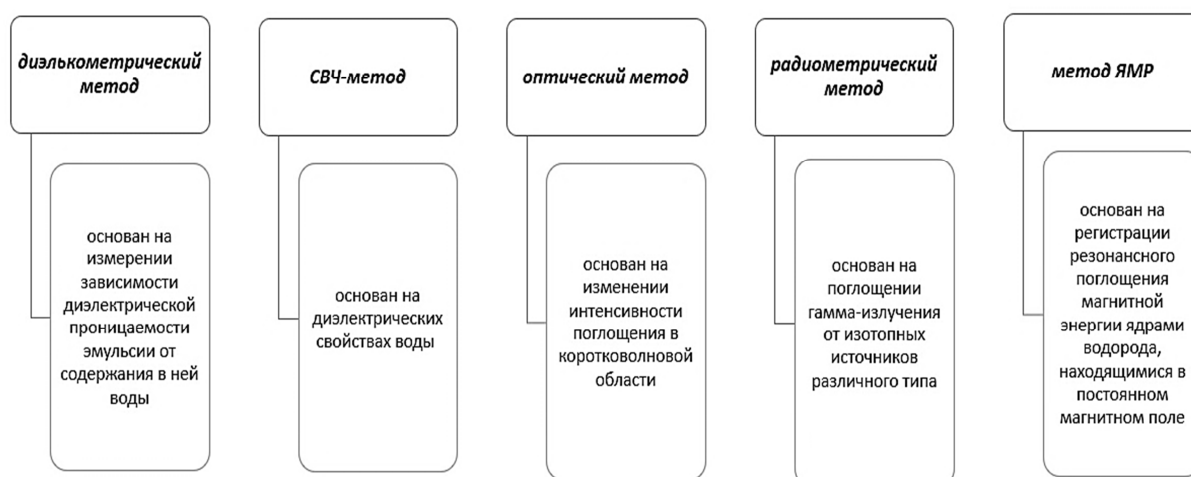 диэлькометрический
метод
основан на
измерении
зависимости
диэлектрической
проницаемости
эмульсии от
содержания в ней
воды
СВЧ-метод
основан на
диэлектрических
свойствах воды
оптический метод
основан на
изменении
интенсивности
поглощения в
коротковолновой
области
радиометрический
метод
основан на
поглощении
гамма-излучения
от изотопных
источников
различного типа
метод ЯМР
основан на
регистрации
резонансного
поглощения
магнитной
энергии ядрами
водорода,
находящимися в
постоянном
магнитном поле